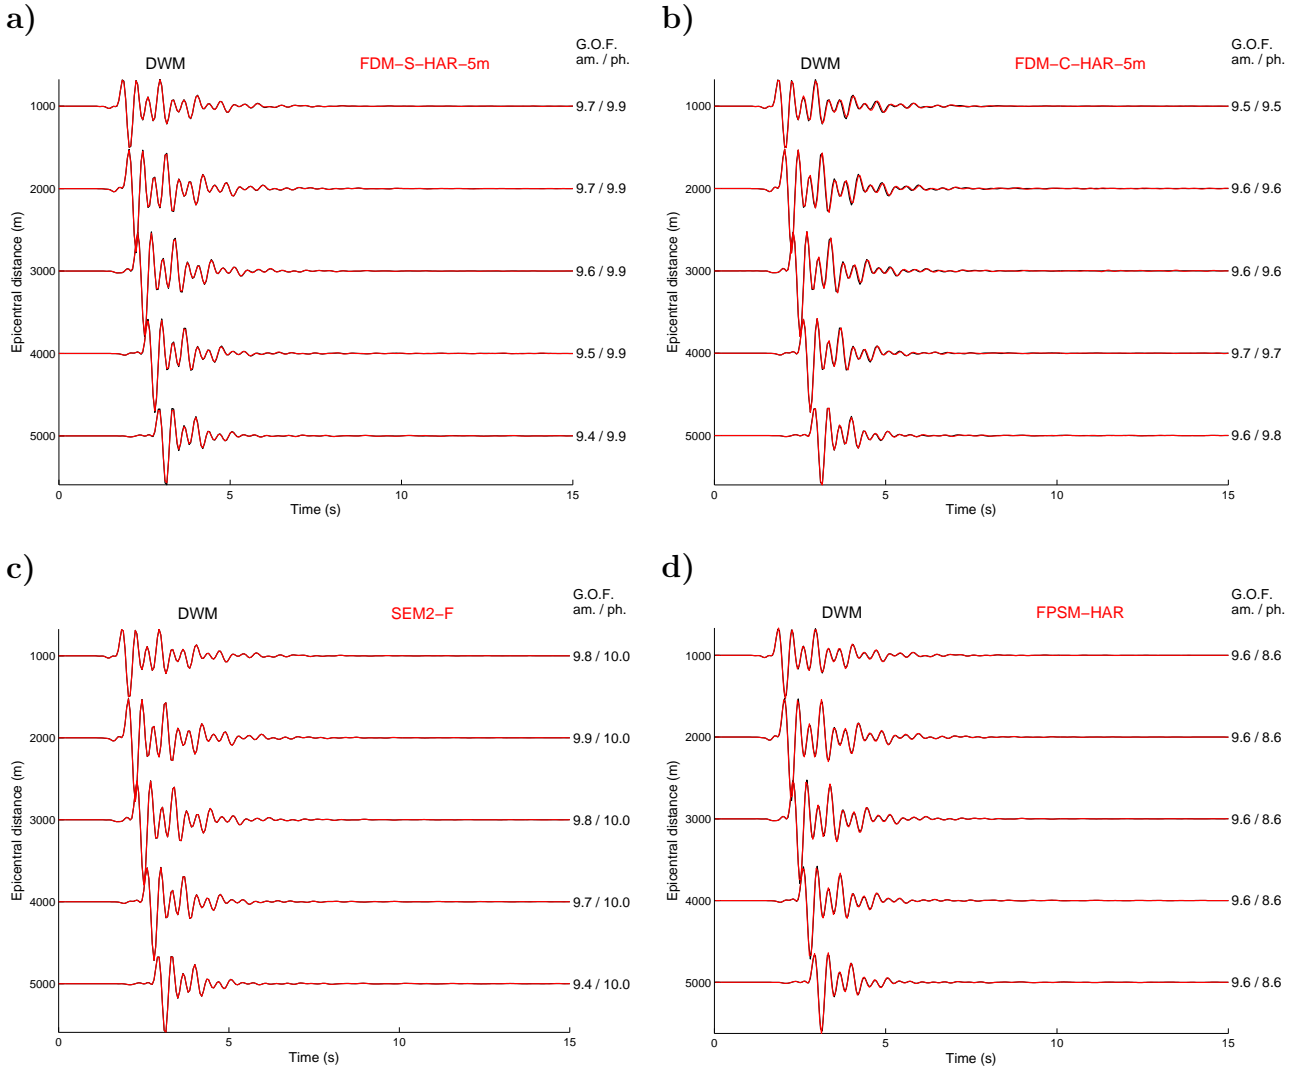 a)
G.O.F.
DWM FDM-S-HAR-5m am. / ph.
1000 9.7 / 9.9
2000 9.7 / 9.9
3000 9.6 / 9.9
4000 9.5 / 9.9
5000 9.4 / 9.9
Epicentral distance (m)
0 5 10 15
Time (s)
b)
G.O.F.
DWM FDM-C-HAR-5m am. / ph.
1000 9.5 / 9.5
2000 9.6 / 9.6
3000 9.6 / 9.6
4000 9.7 / 9.7
5000 9.6 / 9.8
Epicentral distance (m)
0 5 10 15
Time (s)
c)
G.O.F.
DWM SEM2-F am. / ph.
1000 9.8 / 10.0
2000 9.9 / 10.0
3000 9.8 / 10.0
4000 9.7 / 10.0
5000 9.4 / 10.0
Epicentral distance (m)
0 5 10 15
Time (s)
d)
G.O.F.
DWM FPSM-HAR am. / ph.
1000 9.6 / 8.6
2000 9.6 / 8.6
3000 9.6 / 8.6
4000 9.6 / 8.6
5000 9.6 / 8.6
Epicentral distance (m)
0 5 10 15
Time (s)